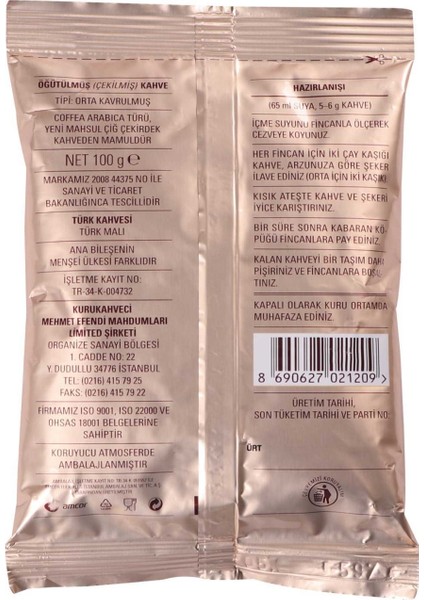 ÖĞÜTÜLMÜŞ (ÇEKİLMİŞ) KAHVE
TİPİ: ORTA KAVRULMUŞ
COFFEA ARABICA TÜRÜ,
YENİ MAHSUL ÇİĞ ÇEKİRDEK
KAHVEDEN MAMULDÜR
NET 100 g ℮
MARKAMIZ 2008 44375 NO İLE
SANAYİ VE TİCARET
BAKANLIĞINCA TESCİLLİDİR
TÜRK KAHVESİ
TÜRK MALI
ANA BİLEŞENİN
MENŞEİ ÜLKESİ FARKLIDIR
İŞLETME KAYIT NO:
TR-34-K-004732
KURUKAHVECİ
MEHMET EFENDİ MAHDUMLARI
LIMITED ŞİRKETİ
ORGANİZE SANAYİ BÖLGESİ
1. CADDE NO: 22
Y. DUDULLU 34776 İSTANBUL
TEL: (0216) 415 79 25
FAKS: (0216) 415 79 22
FİRMAMIZ ISO 9001, ISO 22000 VE
OHSAS 18001 BELGELERİNE
SAHİPTİR
KORUYUCU ATMOSFERDE
AMBALAJLANMIŞTIR
amcor
HAZIRLANIŞI
(65 ml SUYA, 5-6 g KAHVE)
İÇME SUYUNU FİNCANLA ÖLÇEREK
CEZVEYE KOYUNUZ.
HER FİNCAN İÇİN İKİ ÇAY KAŞIĞI
KAHVE, ARZUNUZA GÖRE ŞEKER
İLAVE EDİNİZ (ORTA İÇİN İKİ KAŞIK)
KISIK ATEŞTE KAHVE VE ŞEKERİ
İYİCE KARIŞTIRINIZ.
BİR SÜRE SONRA KABARAN KÖ-
PÜĞÜ FİNCANLARA PAY EDİNİZ.
KALAN KAHVEYİ BİR TAŞIM DAHA
PİŞİRİNİZ VE FİNCANLARA BOŞAL-
TINIZ.
KAPALI OLARAK KURU ORTAMDA
MUHAFAZA EDİNİZ.
8 690627 021209
ÜRETİM TARİHİ,
SON TÜKETİM TARİHİ VE PARTİ NO:
ÜRT